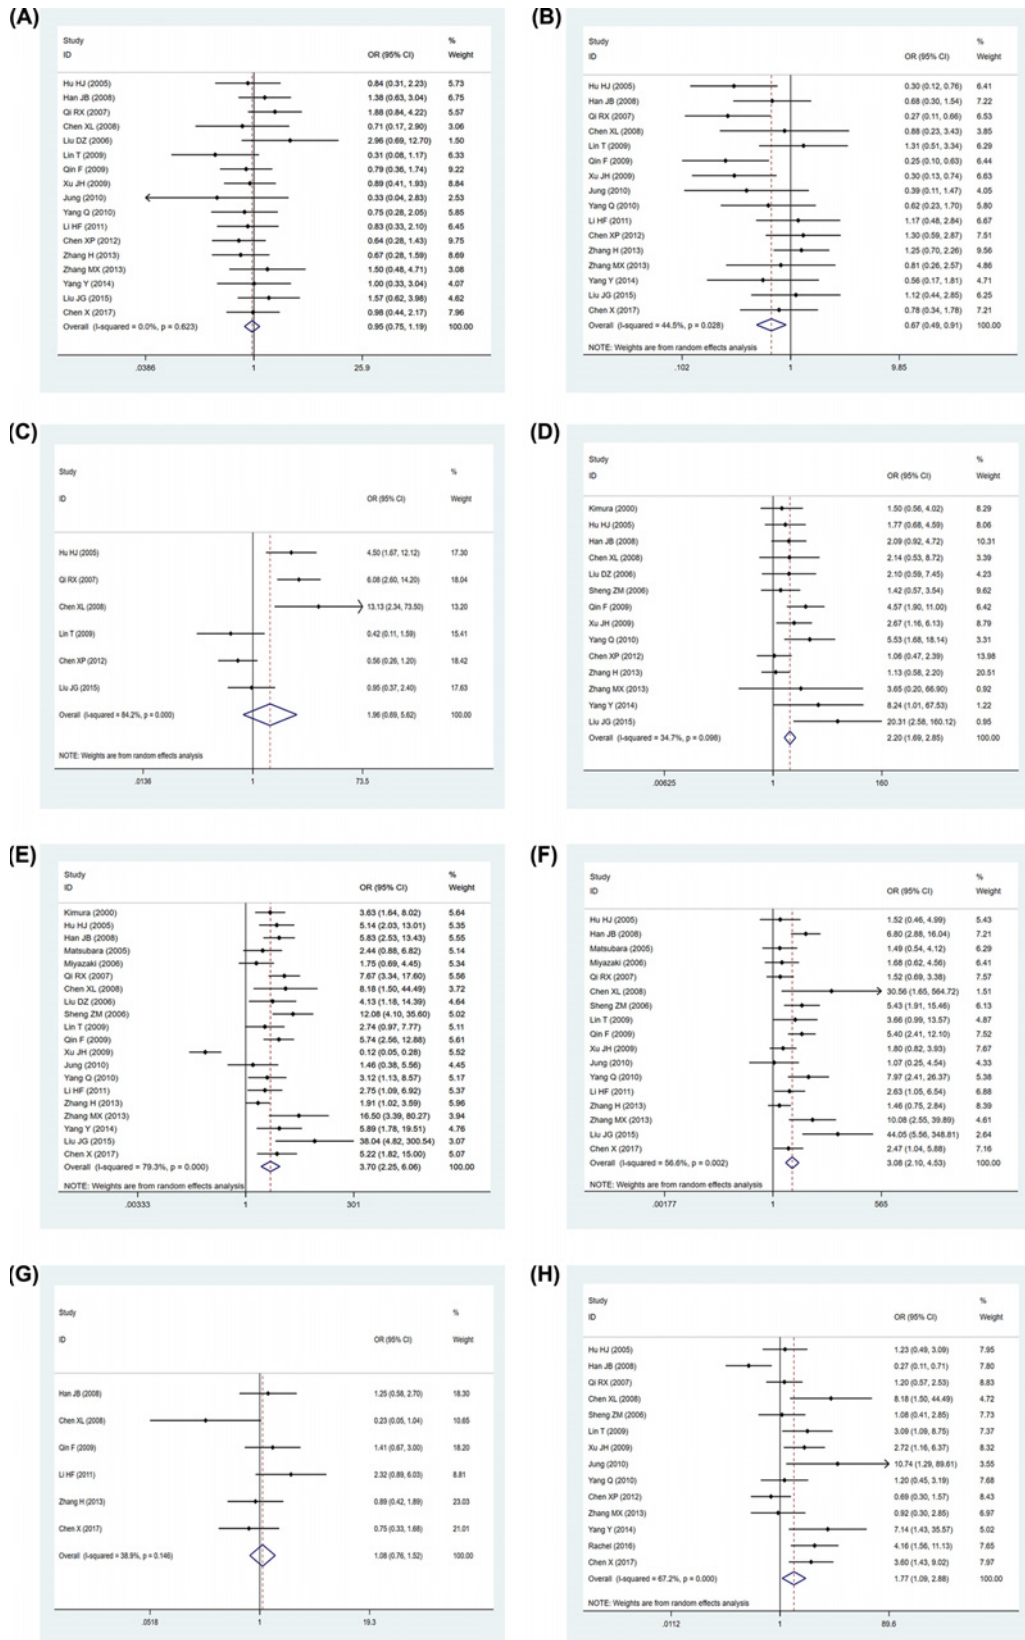 (A)
Study %
ID OR (95% CI) Weight
Hu HJ (2005) 0.84 (0.31, 2.23) 5.73
Han JB (2008) 1.38 (0.63, 3.04) 6.75
Qi RX (2007) 1.88 (0.84, 4.22) 5.57
Chen XL (2008) 0.71 (0.17, 2.90) 3.06
Liu DZ (2006) 2.96 (0.69, 12.70) 1.50
Lin T (2009) 0.31 (0.08, 1.17) 6.33
Qin F (2009) 0.79 (0.36, 1.74) 9.22
Xu JH (2009) 0.89 (0.41, 1.93) 8.84
Jung (2010) 0.33 (0.04, 2.83) 2.53
Yang Q (2010) 0.75 (0.28, 2.05) 5.85
Li HF (2011) 0.83 (0.33, 2.10) 6.45
Chen XP (2012) 0.64 (0.28, 1.43) 9.75
Zhang H (2013) 0.67 (0.28, 1.59) 8.69
Zhang MX (2013) 1.50 (0.48, 4.71) 3.08
Yang Y (2014) 1.00 (0.33, 3.04) 4.07
Liu JG (2015) 1.57 (0.62, 3.98) 4.62
Chen X (2017) 0.98 (0.44, 2.17) 7.96
Overall (I-squared = 0.0%, p = 0.623) 0.95 (0.75, 1.19) 100.00
.0386 1 25.9
(B)
Study %
ID OR (95% CI) Weight
Hu HJ (2005) 0.30 (0.12, 0.76) 6.41
Han JB (2008) 0.68 (0.30, 1.54) 7.22
Qi RX (2007) 0.27 (0.11, 0.66) 6.53
Chen XL (2008) 0.88 (0.23, 3.43) 3.85
Lin T (2009) 1.31 (0.51, 3.34) 6.29
Qin F (2009) 0.25 (0.10, 0.63) 6.44
Xu JH (2009) 0.30 (0.13, 0.74) 6.63
Jung (2010) 0.39 (0.11, 1.47) 4.05
Yang Q (2010) 0.62 (0.23, 1.70) 5.80
Li HF (2011) 1.17 (0.48, 2.84) 6.67
Chen XP (2012) 1.30 (0.59, 2.87) 7.51
Zhang H (2013) 1.25 (0.70, 2.26) 9.56
Zhang MX (2013) 0.81 (0.26, 2.57) 4.86
Yang Y (2014) 0.56 (0.17, 1.81) 4.71
Liu JG (2015) 1.12 (0.44, 2.85) 6.25
Chen X (2017) 0.78 (0.34, 1.78) 7.21
Overall (I-squared = 44.5%, p = 0.028) 0.67 (0.49, 0.91) 100.00
NOTE: Weights are from random effects analysis
.102 1 9.85
(C)
Study %
ID OR (95% CI) Weight
Hu HJ (2005) 4.50 (1.67, 12.12) 17.30
Qi RX (2007) 6.08 (2.60, 14.20) 18.04
Chen XL (2008) 13.13 (2.34, 73.50) 13.20
Lin T (2009) 0.42 (0.11, 1.59) 15.41
Chen XP (2012) 0.56 (0.26, 1.20) 18.42
Liu JG (2015) 0.95 (0.37, 2.40) 17.63
Overall (I-squared = 84.2%, p = 0.000) 1.96 (0.69, 5.62) 100.00
NOTE: Weights are from random effects analysis
.0136 1 73.5
(D)
Study %
ID OR (95% CI) Weight
Kimura (2000) 1.50 (0.56, 4.02) 8.29
Hu HJ (2005) 1.77 (0.68, 4.59) 8.06
Han JB (2008) 2.09 (0.92, 4.72) 10.31
Chen XL (2008) 2.14 (0.53, 8.72) 3.39
Liu DZ (2006) 2.10 (0.59, 7.45) 4.23
Sheng ZM (2006) 1.42 (0.57, 3.54) 9.62
Qin F (2009) 4.57 (1.90, 11.00) 6.42
Xu JH (2009) 2.67 (1.16, 6.13) 8.79
Yang Q (2010) 5.53 (1.68, 18.14) 3.31
Chen XP (2012) 1.06 (0.47, 2.39) 13.98
Zhang H (2013) 1.13 (0.58, 2.20) 20.51
Zhang MX (2013) 3.65 (0.20, 66.90) 0.92
Yang Y (2014) 8.24 (1.01, 67.53) 1.22
Liu JG (2015) 20.31 (2.58, 160.12) 0.95
Overall (I-squared = 34.7%, p = 0.098) 2.20 (1.69, 2.85) 100.00
.00625 1 160
(E)
Study %
ID OR (95% CI) Weight
Kimura (2000) 3.63 (1.64, 8.02) 5.64
Hu HJ (2005) 5.14 (2.03, 13.01) 5.35
Han JB (2008) 5.83 (2.53, 13.43) 5.55
Matsubara (2005) 2.44 (0.88, 6.82) 5.14
Miyazaki (2006) 1.75 (0.69, 4.45) 5.34
Qi RX (2007) 7.67 (3.34, 17.60) 5.56
Chen XL (2008) 8.18 (1.50, 44.49) 3.72
Liu DZ (2006) 4.13 (1.18, 14.39) 4.64
Sheng ZM (2006) 12.08 (4.10, 35.60) 5.02
Lin T (2009) 2.74 (0.97, 7.77) 5.11
Qin F (2009) 5.74 (2.56, 12.88) 5.61
Xu JH (2009) 0.12 (0.05, 0.28) 5.52
Jung (2010) 1.46 (0.38, 5.56) 4.45
Yang Q (2010) 3.12 (1.13, 8.57) 5.17
Li HF (2011) 2.75 (1.09, 6.92) 5.37
Zhang H (2013) 1.91 (1.02, 3.59) 5.96
Zhang MX (2013) 16.50 (3.39, 80.27) 3.94
Yang Y (2014) 5.89 (1.78, 19.51) 4.76
Liu JG (2015) 38.04 (4.82, 300.54) 3.07
Chen X (2017) 5.22 (1.82, 15.00) 5.07
Overall (I-squared = 79.3%, p = 0.000) 3.70 (2.25, 6.06) 100.00
NOTE: Weights are from random effects analysis
.00333 1 301
(F)
Study %
ID OR (95% CI) Weight
Hu HJ (2005) 1.52 (0.46, 4.99) 5.43
Han JB (2008) 6.80 (2.88, 16.04) 7.21
Matsubara (2005) 1.49 (0.54, 4.12) 6.29
Miyazaki (2006) 1.68 (0.62, 4.56) 6.41
Qi RX (2007) 1.52 (0.69, 3.38) 7.57
Chen XL (2008) 30.56 (1.65, 564.72) 1.51
Sheng ZM (2006) 5.43 (1.91, 15.46) 6.13
Lin T (2009) 3.66 (0.99, 13.57) 4.87
Qin F (2009) 5.40 (2.41, 12.10) 7.52
Xu JH (2009) 1.80 (0.82, 3.93) 7.67
Jung (2010) 1.07 (0.25, 4.54) 4.33
Yang Q (2010) 7.97 (2.41, 26.37) 5.38
Li HF (2011) 2.63 (1.05, 6.54) 6.88
Zhang H (2013) 1.46 (0.75, 2.84) 8.39
Zhang MX (2013) 10.08 (2.55, 39.89) 4.61
Liu JG (2015) 44.05 (5.56, 348.81) 2.64
Chen X (2017) 2.47 (1.04, 5.88) 7.16
Overall (I-squared = 56.6%, p = 0.002) 3.08 (2.10, 4.53) 100.00
NOTE: Weights are from random effects analysis
.00177 1 565
(G)
Study %
ID OR (95% CI) Weight
Han JB (2008) 1.25 (0.58, 2.70) 18.30
Chen XL (2008) 0.23 (0.05, 1.04) 10.65
Qin F (2009) 1.41 (0.67, 3.00) 18.20
Li HF (2011) 2.32 (0.89, 6.03) 8.81
Zhang H (2013) 0.89 (0.42, 1.89) 23.03
Chen X (2017) 0.75 (0.33, 1.68) 21.01
Overall (I-squared = 38.9%, p = 0.146) 1.08 (0.76, 1.52) 100.00
.0518 1 19.3
(H)
Study %
ID OR (95% CI) Weight
Hu HJ (2005) 1.23 (0.49, 3.09) 7.95
Han JB (2008) 0.27 (0.11, 0.71) 7.80
Qi RX (2007) 1.20 (0.57, 2.53) 8.83
Chen XL (2008) 8.18 (1.50, 44.49) 4.72
Sheng ZM (2006) 1.08 (0.41, 2.85) 7.73
Lin T (2009) 3.09 (1.09, 8.75) 7.37
Xu JH (2009) 2.72 (1.16, 6.37) 8.32
Jung (2010) 10.74 (1.29, 89.61) 3.55
Yang Q (2010) 1.20 (0.45, 3.19) 7.68
Chen XP (2012) 0.69 (0.30, 1.57) 8.43
Zhang MX (2013) 0.92 (0.30, 2.85) 6.97
Yang Y (2014) 7.14 (1.43, 35.57) 5.02
Rachel (2016) 4.16 (1.56, 11.13) 7.65
Chen X (2017) 3.60 (1.43, 9.02) 7.97
Overall (I-squared = 67.2%, p = 0.000) 1.77 (1.09, 2.88) 100.00
NOTE: Weights are from random effects analysis
.0112 1 89.6